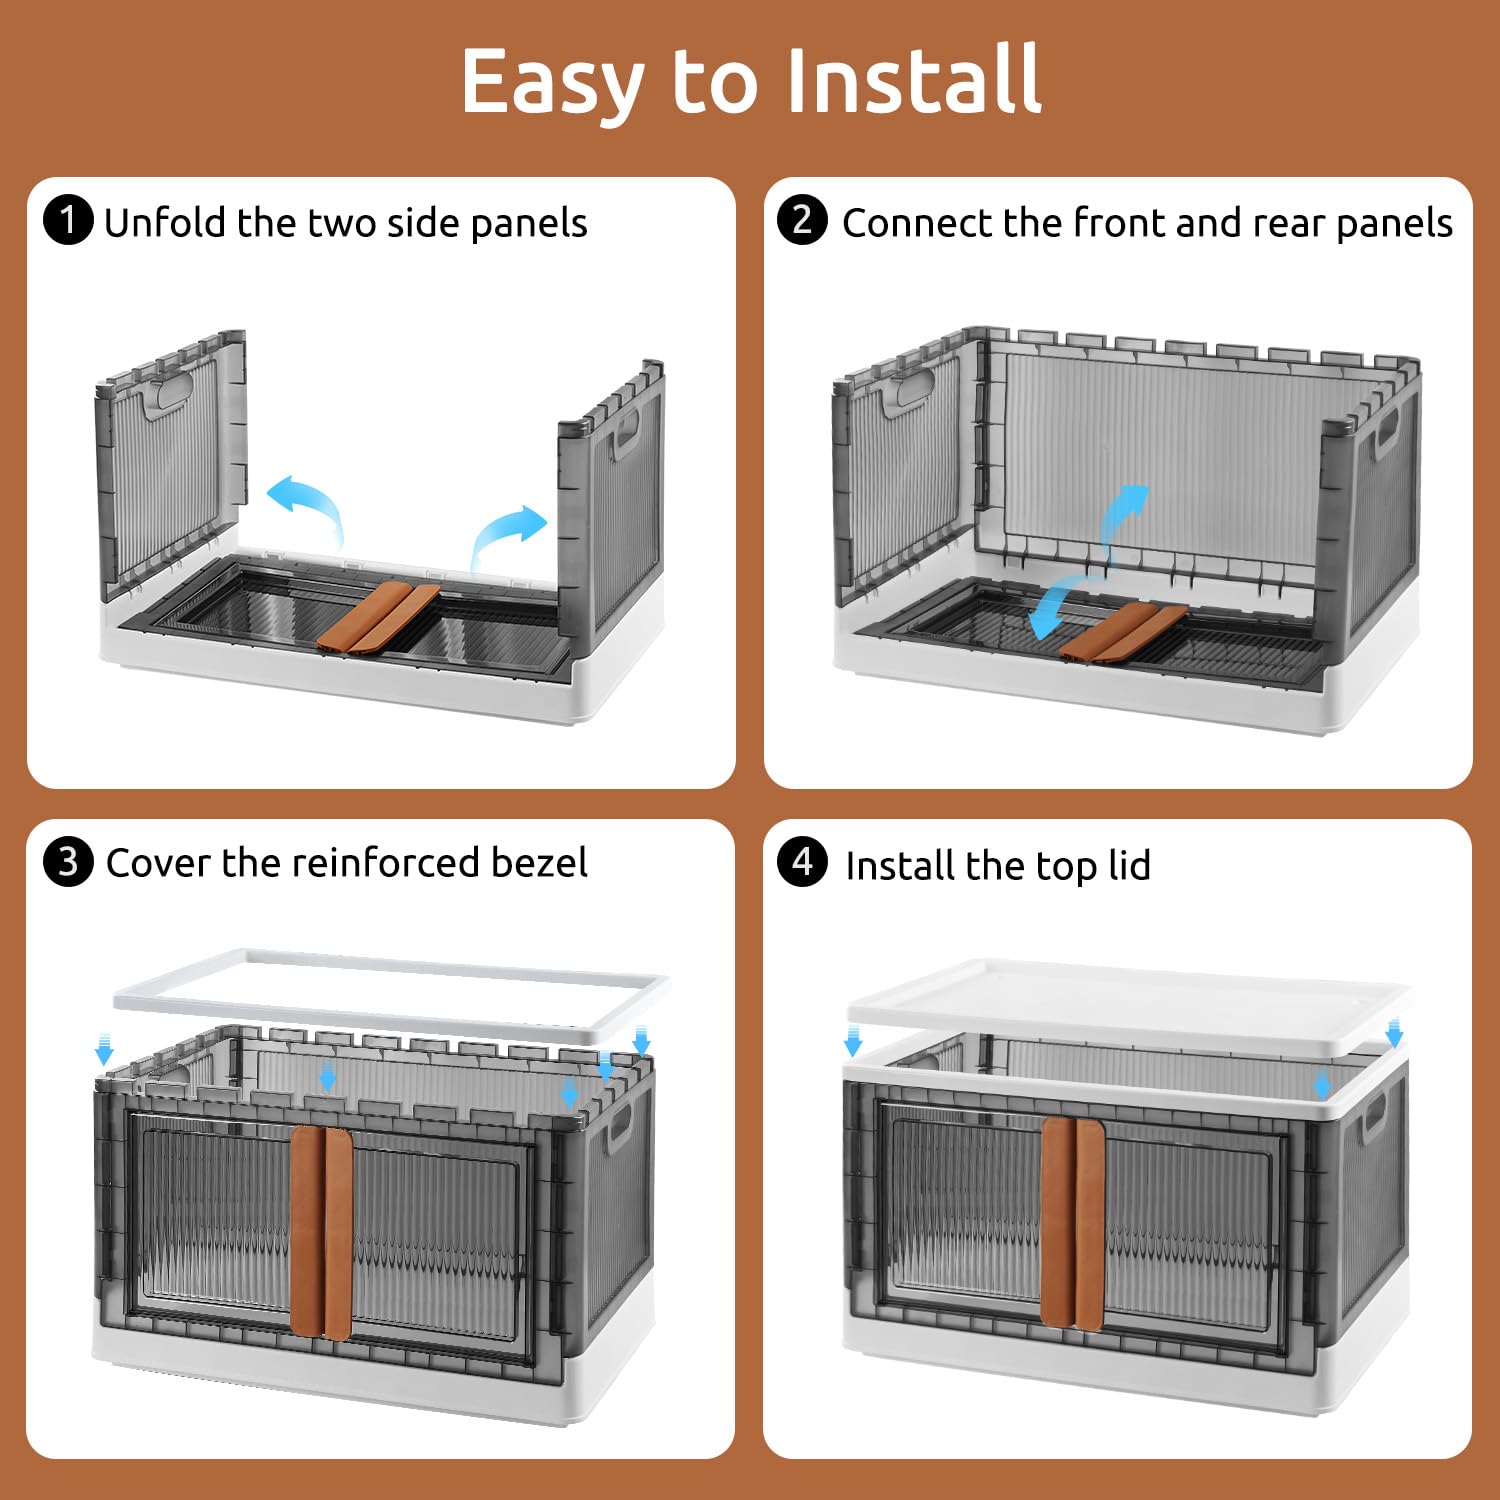 Easy to Install
1 Unfold the two side panels
2 Connect the front and rear panels
3 Cover the reinforced bezel
4 Install the top lid